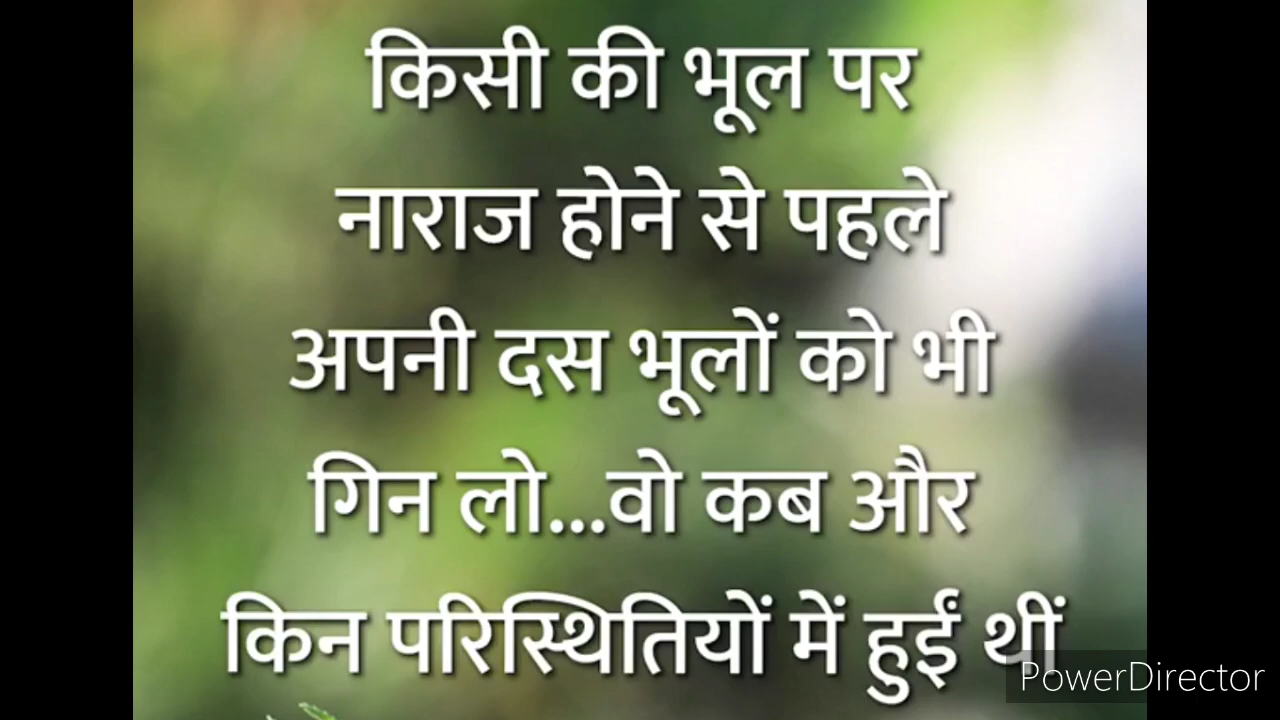 किसी की भूल पर
नाराज होने से पहले
अपनी दस भूलों को भी
गिन लो...वो कब और
किन परिस्थितियों में हुईं थीं
PowerDirector